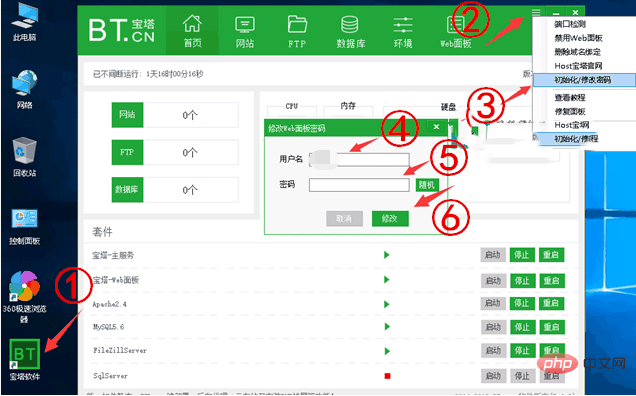 此电脑
网络
回收站
控制面板
360极速浏览
器
宝塔软件
①
BT.宝塔
.CN
首页
网站
FTP
数据库
环境
Web面板
②
端口检测
禁用Web面板
删除域名绑定
Host宝塔官网
初始化/修改密码
查看教程
修复面板
Host宝网
③
已不间断运行: 1天16时00分16秒
网站 0个
FTP 0个
数据库 0个
CPU 内存 硬盘
修改Web面板密码
用户名
④
密码 随机
⑤
取消 修改
⑥
套件
宝塔-主服务 启动 停止 重启
宝塔-Web面板 启动 停止 重启
Apache2.4 启动 停止 重启
MySQL5.6 启动 停止 重启
FileZillServer 启动 停止 重启
SqlServer 启动 停止 重启
php 中文网